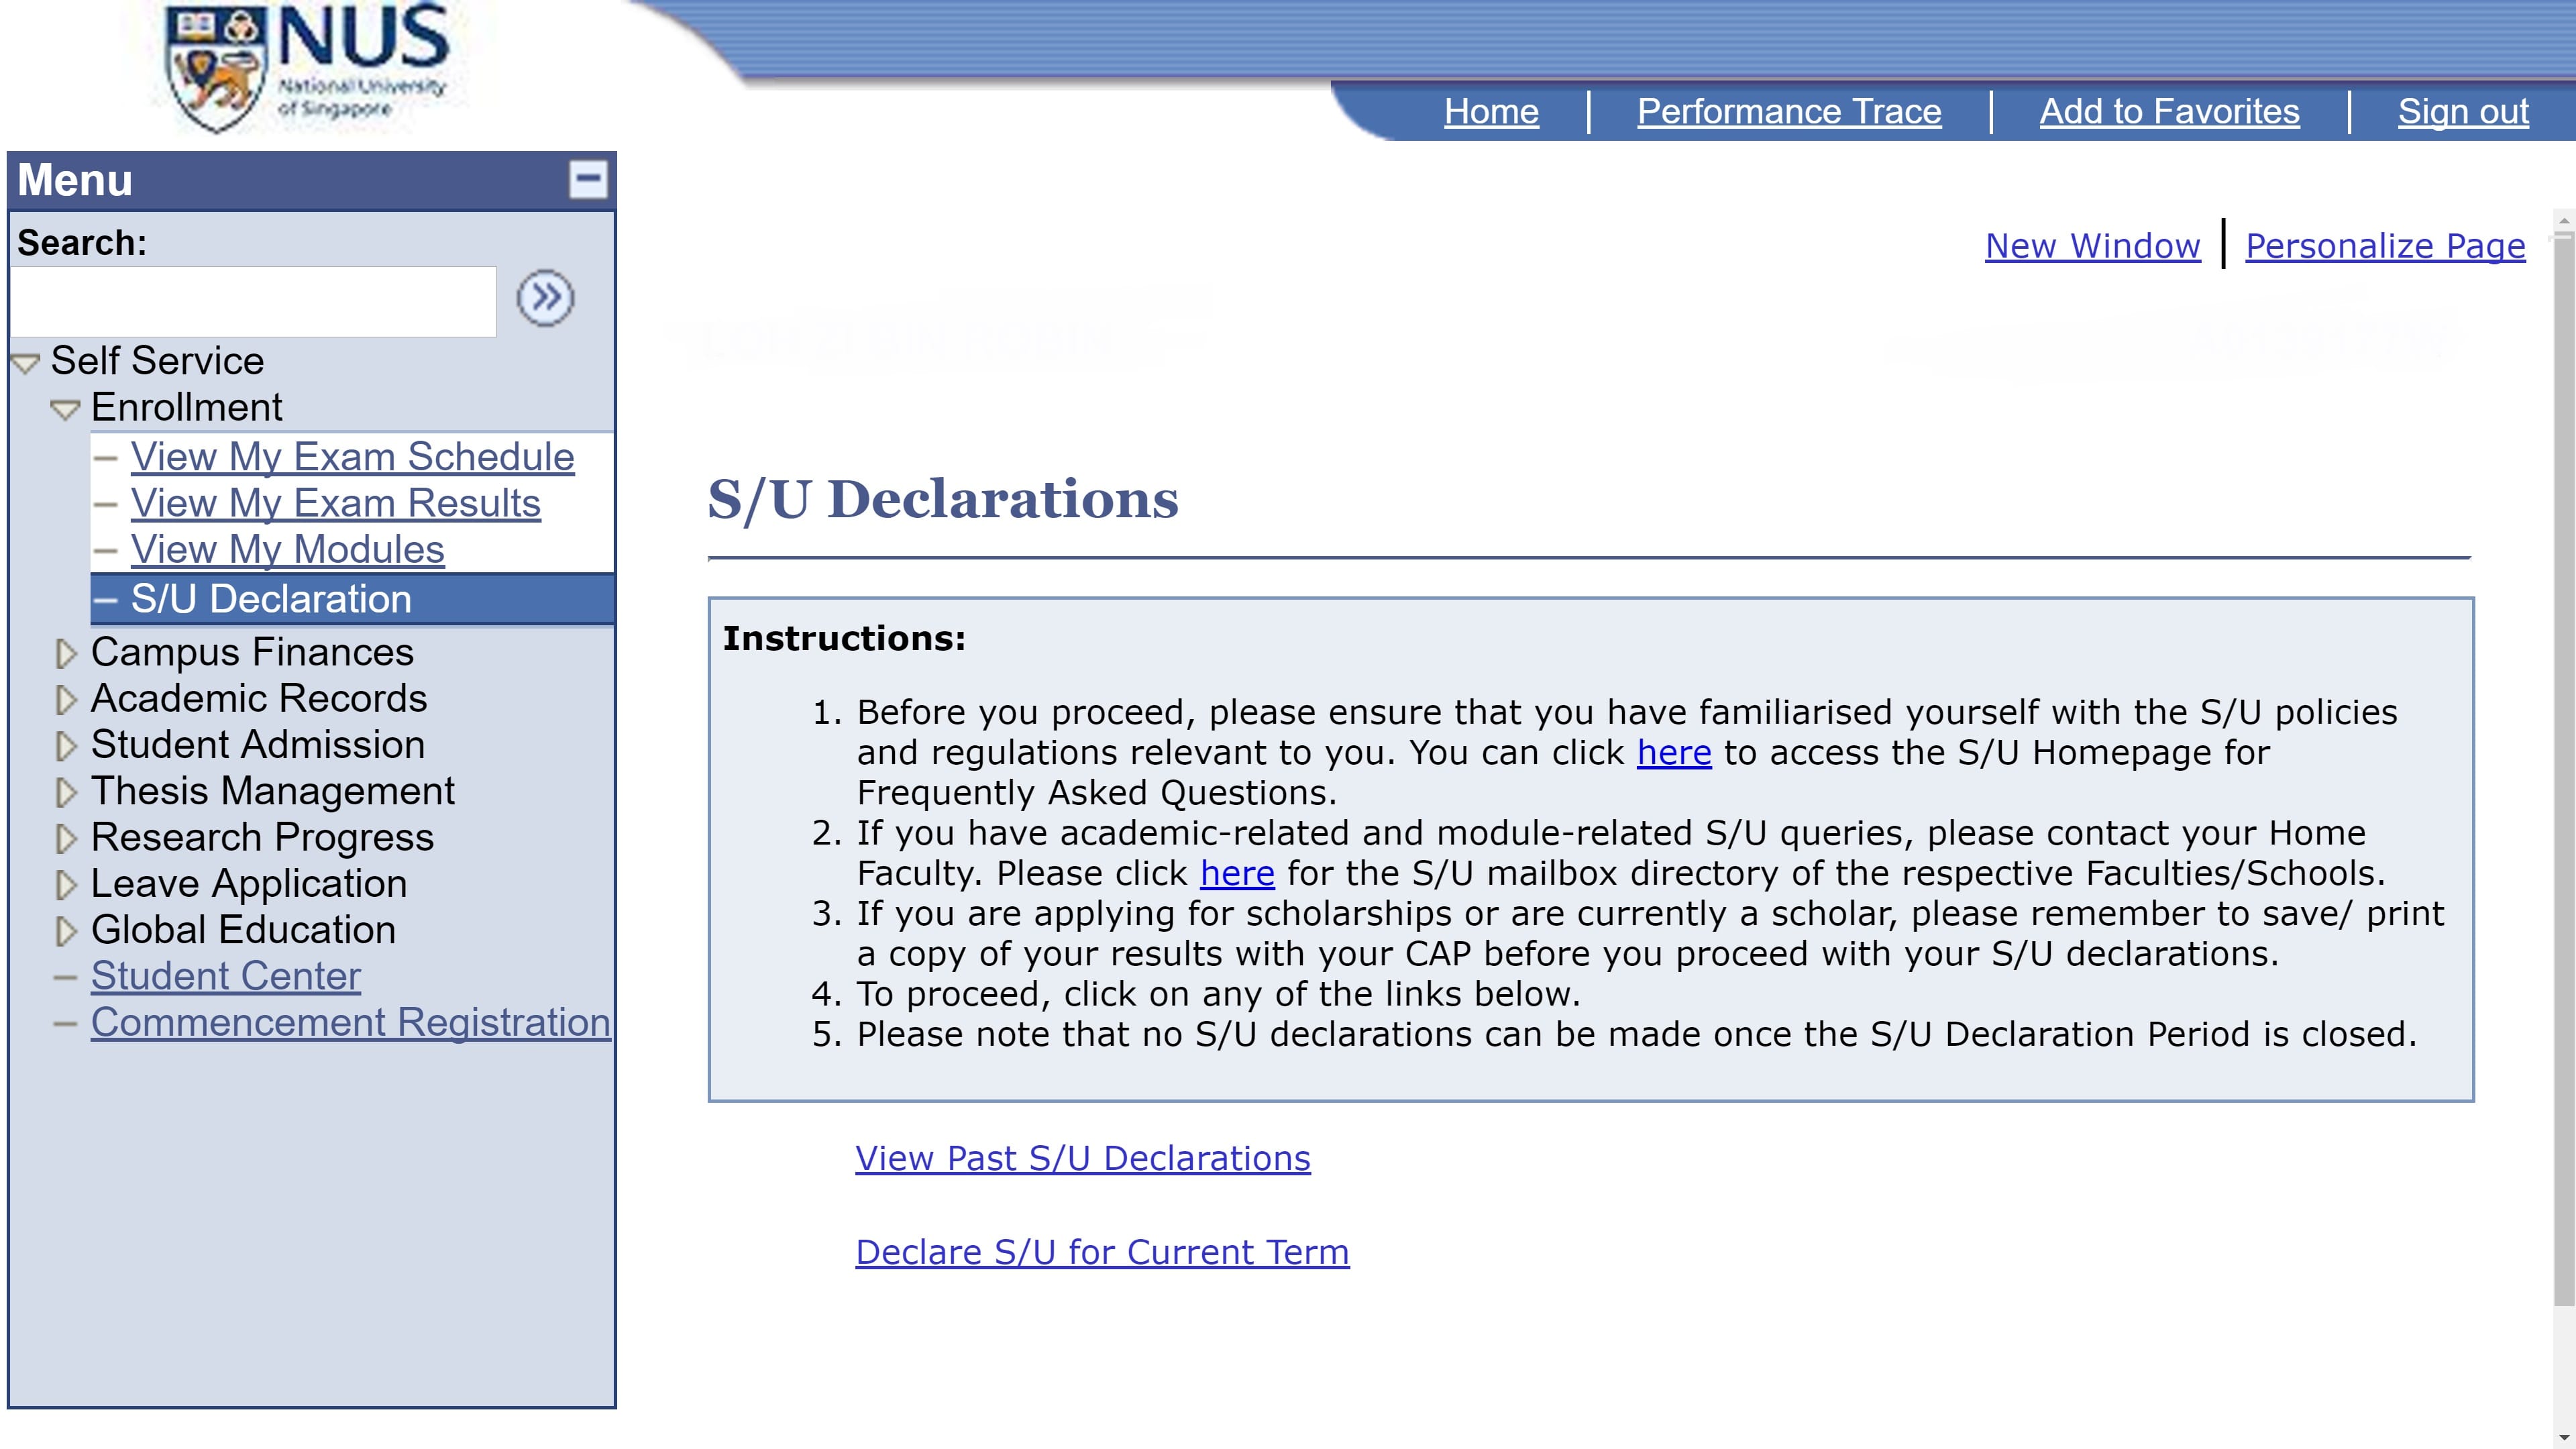 NUS
National University
of Singapore
Home
Performance Trace
Add to Favorites
Sign out
Menu
Search:
New Window
Personalize Page
Self Service
Enrollment
View My Exam Schedule
View My Exam Results
View My Modules
S/U Declaration
Campus Finances
Academic Records
Student Admission
Thesis Management
Research Progress
Leave Application
Global Education
Student Center
Commencement Registration
S/U Declarations
Instructions:
1. Before you proceed, please ensure that you have familiarised yourself with the S/U policies
and regulations relevant to you. You can click here to access the S/U Homepage for
Frequently Asked Questions.
2. If you have academic-related and module-related S/U queries, please contact your Home
Faculty. Please click here for the S/U mailbox directory of the respective Faculties/Schools.
3. If you are applying for scholarships or are currently a scholar, please remember to save/ print
a copy of your results with your CAP before you proceed with your S/U declarations.
4. To proceed, click on any of the links below.
5. Please note that no S/U declarations can be made once the S/U Declaration Period is closed.
View Past S/U Declarations
Declare S/U for Current Term